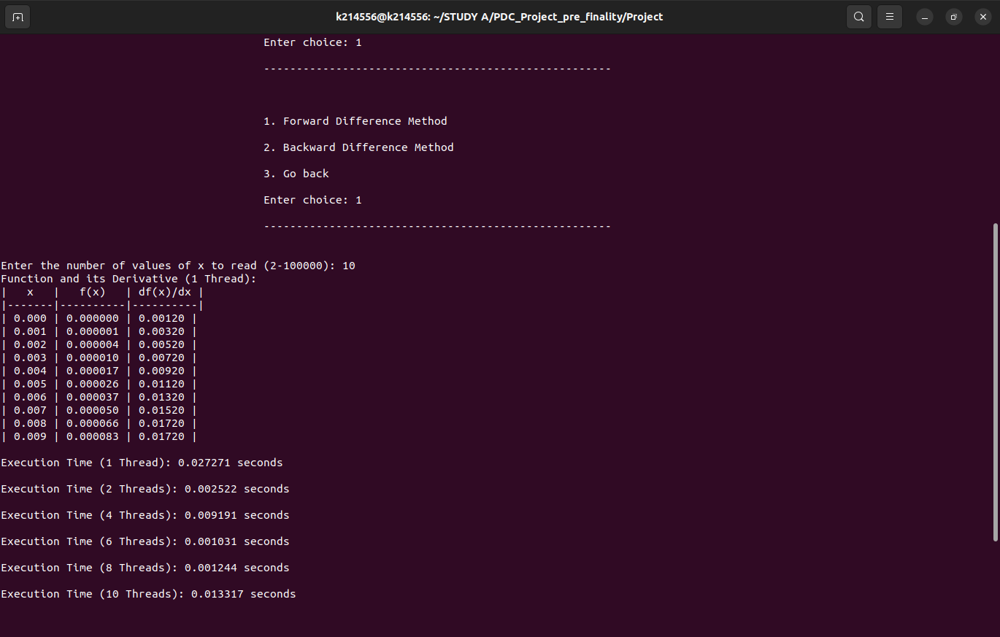 k214556@k214556: ~/STUDY A/PDC_Project_pre_finality/Project
Enter choice: 1
-----------------------------------------------------
1. Forward Difference Method
2. Backward Difference Method
3. Go back
Enter choice: 1
-----------------------------------------------------
Enter the number of values of x to read (2-100000): 10
Function and its Derivative (1 Thread):
|   x   |   f(x)   | df(x)/dx |
|-------|----------|----------|
| 0.000 | 0.000000 | 0.00120 |
| 0.001 | 0.000001 | 0.00320 |
| 0.002 | 0.000004 | 0.00520 |
| 0.003 | 0.000010 | 0.00720 |
| 0.004 | 0.000017 | 0.00920 |
| 0.005 | 0.000026 | 0.01120 |
| 0.006 | 0.000037 | 0.01320 |
| 0.007 | 0.000050 | 0.01520 |
| 0.008 | 0.000066 | 0.01720 |
| 0.009 | 0.000083 | 0.01720 |
Execution Time (1 Thread): 0.027271 seconds
Execution Time (2 Threads): 0.002522 seconds
Execution Time (4 Threads): 0.009191 seconds
Execution Time (6 Threads): 0.001031 seconds
Execution Time (8 Threads): 0.001244 seconds
Execution Time (10 Threads): 0.013317 seconds